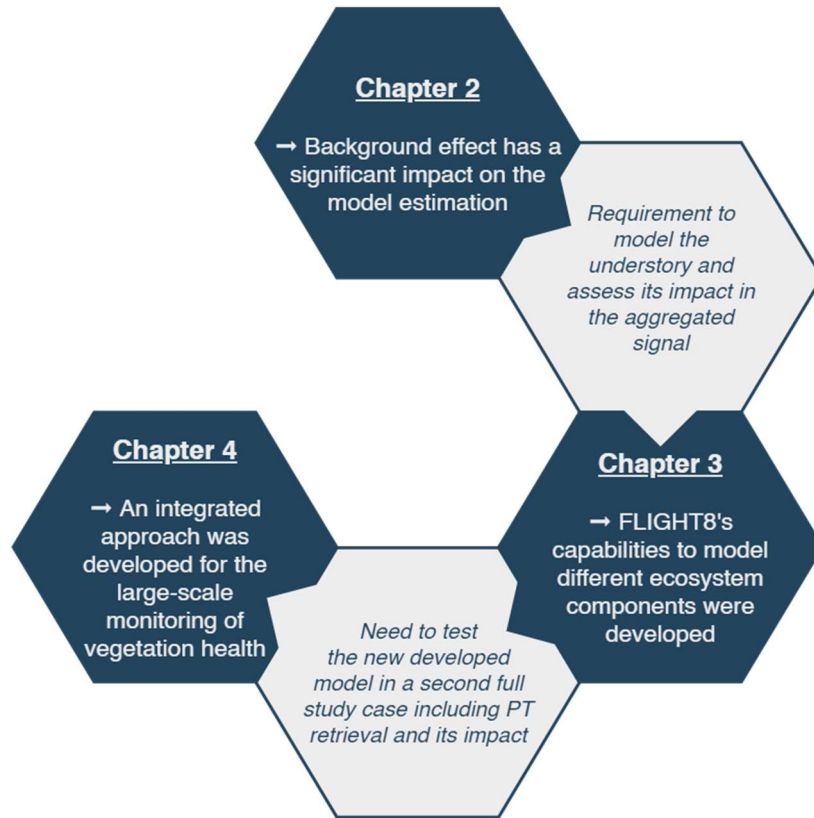 Chapter 2
→ Background effect has a
significant impact on the
model estimation
Requirement to
model the
understory and
assess its impact in
the aggregated
signal
Chapter 3
→ FLIGHT8's
capabilities to model
different ecosystem
components were
developed
Need to test
the new developed
model in a second full
study case including PT
retrieval and its impact
Chapter 4
→ An integrated
approach was
developed for the
large-scale
monitoring of
vegetation health